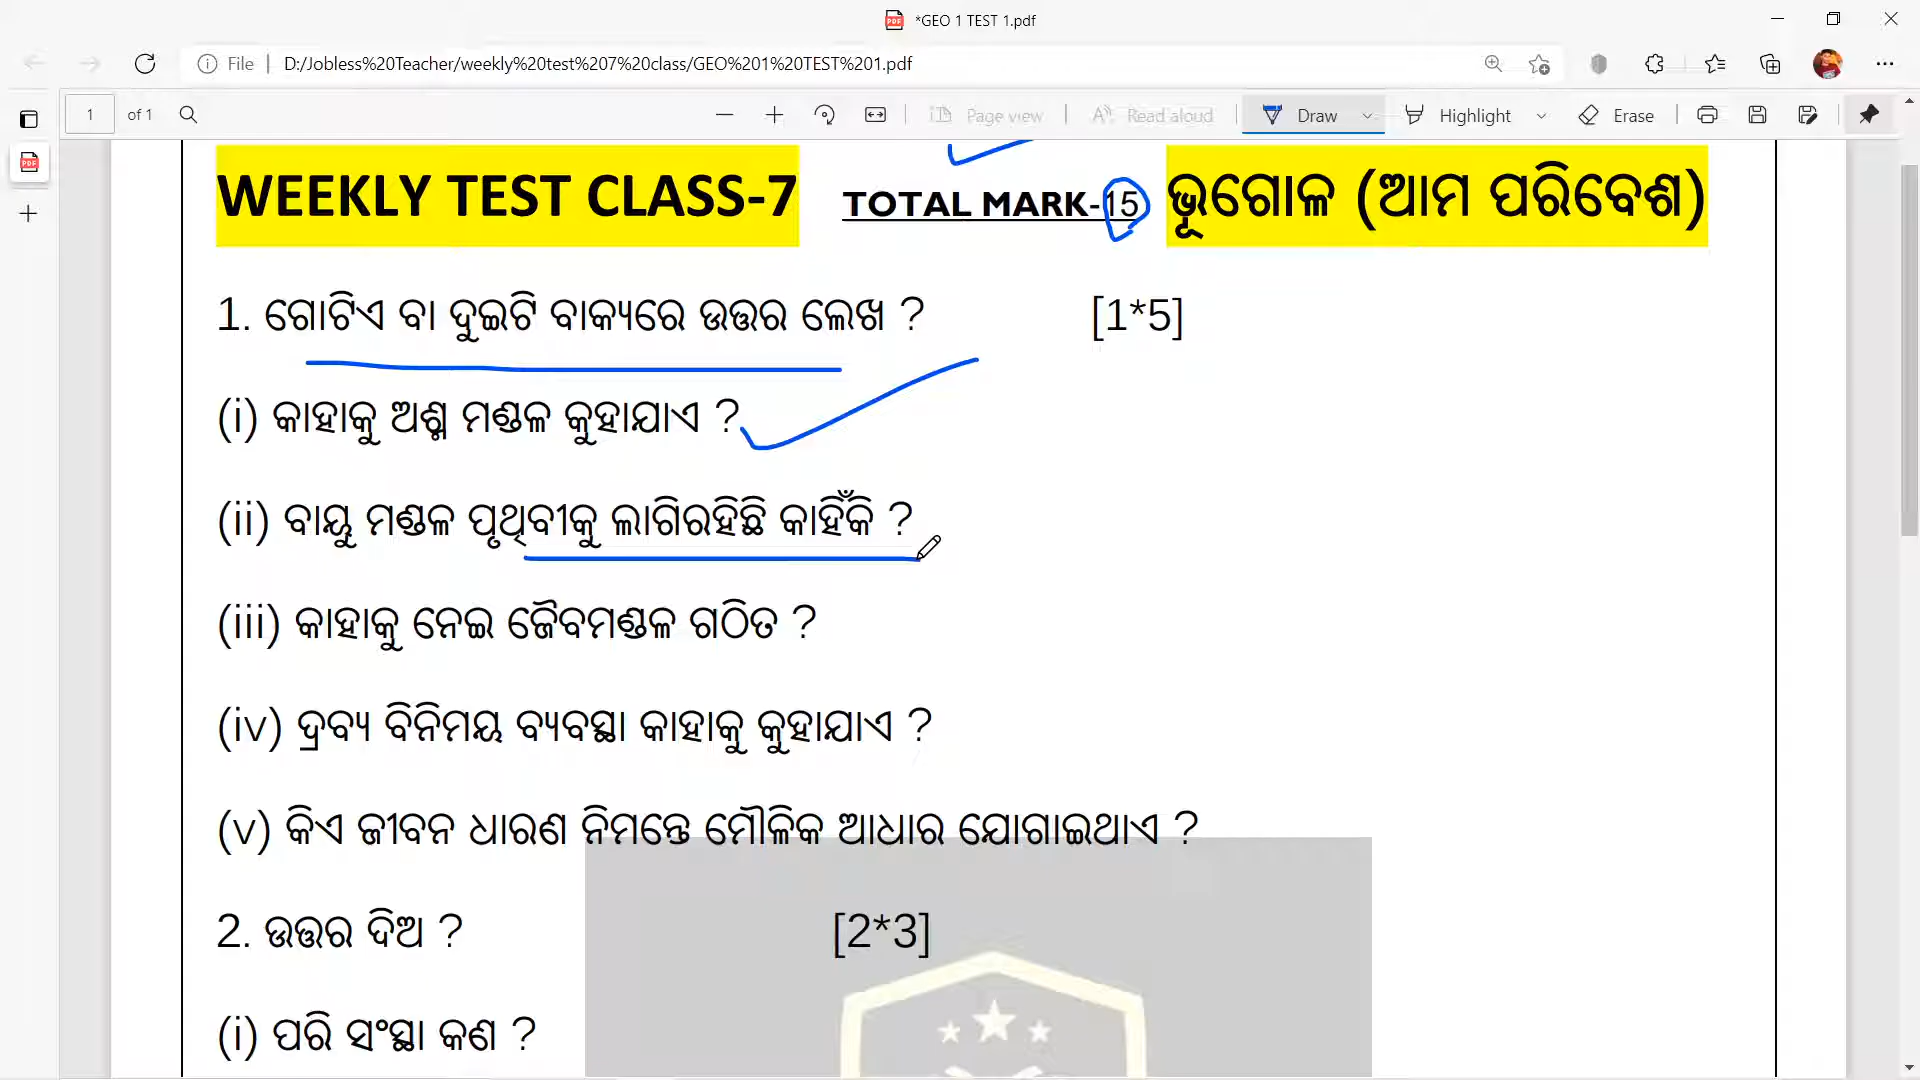 *GEO 1 TEST 1.pdf
File D:/Jobless%20Teacher/weekly%20test%207%20class/GEO%201%20TEST%201.pdf
1 of 1 Page view Read aloud Draw Highlight Erase
WEEKLY TEST CLASS-7 TOTAL MARK-15 ଭୂଗୋଳ (ଆମ ପରିବେଶ)
1. ଗୋଟିଏ ବା ଦୁଇଟି ବାକ୍ୟରେ ଉତ୍ତର ଲେଖ ? [1*5]
(i) କାହାକୁ ଅଶ୍ମ ମଣ୍ଡଳ କୁହାଯାଏ ?
(ii) ବାୟୁ ମଣ୍ଡଳ ପୃଥିବୀକୁ ଲାଗିରହିଛି କାହିଁକି ?
(iii) କାହାକୁ ନେଇ ଜୈବମଣ୍ଡଳ ଗଠିତ ?
(iv) ଦ୍ରବ୍ୟ ବିନିମୟ ବ୍ୟବସ୍ଥା କାହାକୁ କୁହାଯାଏ ?
(v) କିଏ ଜୀବନ ଧାରଣ ନିମନ୍ତେ ମୌଳିକ ଆଧାର ଯୋଗାଇଥାଏ ?
2. ଉତ୍ତର ଦିଅ ? [2*3]
(i) ପରି ସଂସ୍ଥା କଣ ?